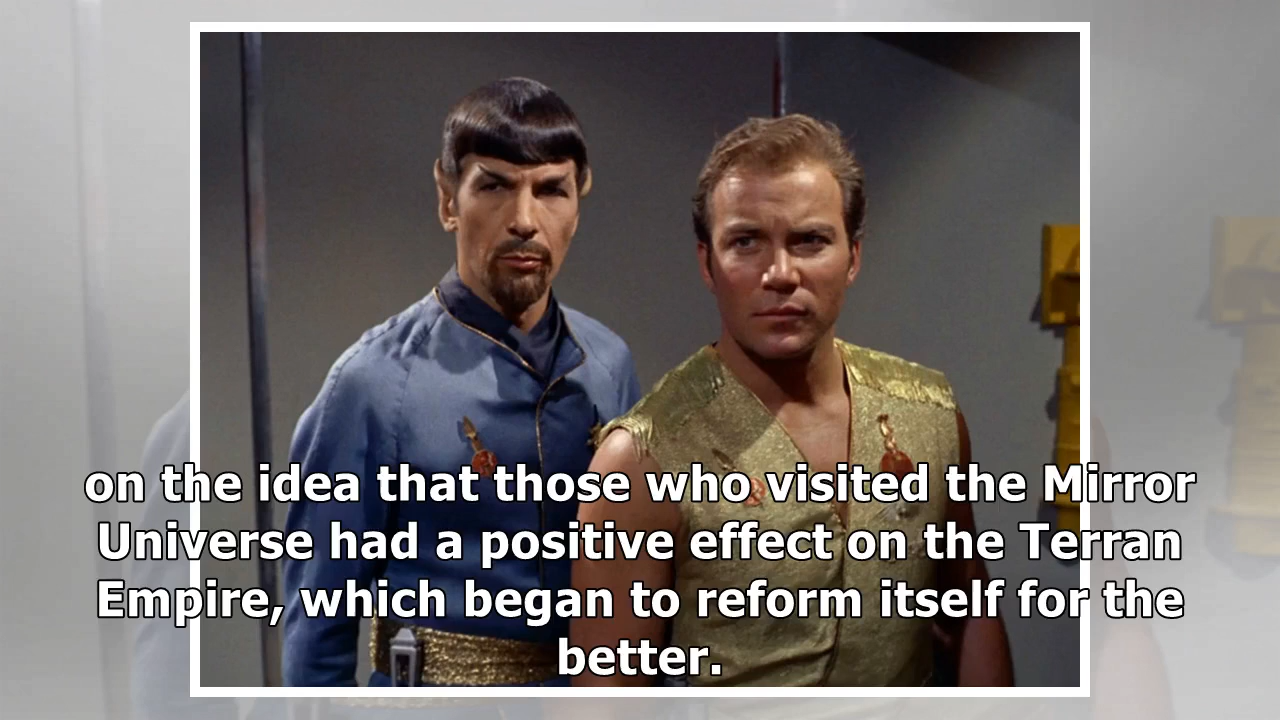 on the idea that those who visited the Mirror
Universe had a positive effect on the Terran
Empire, which began to reform itself for the
better.